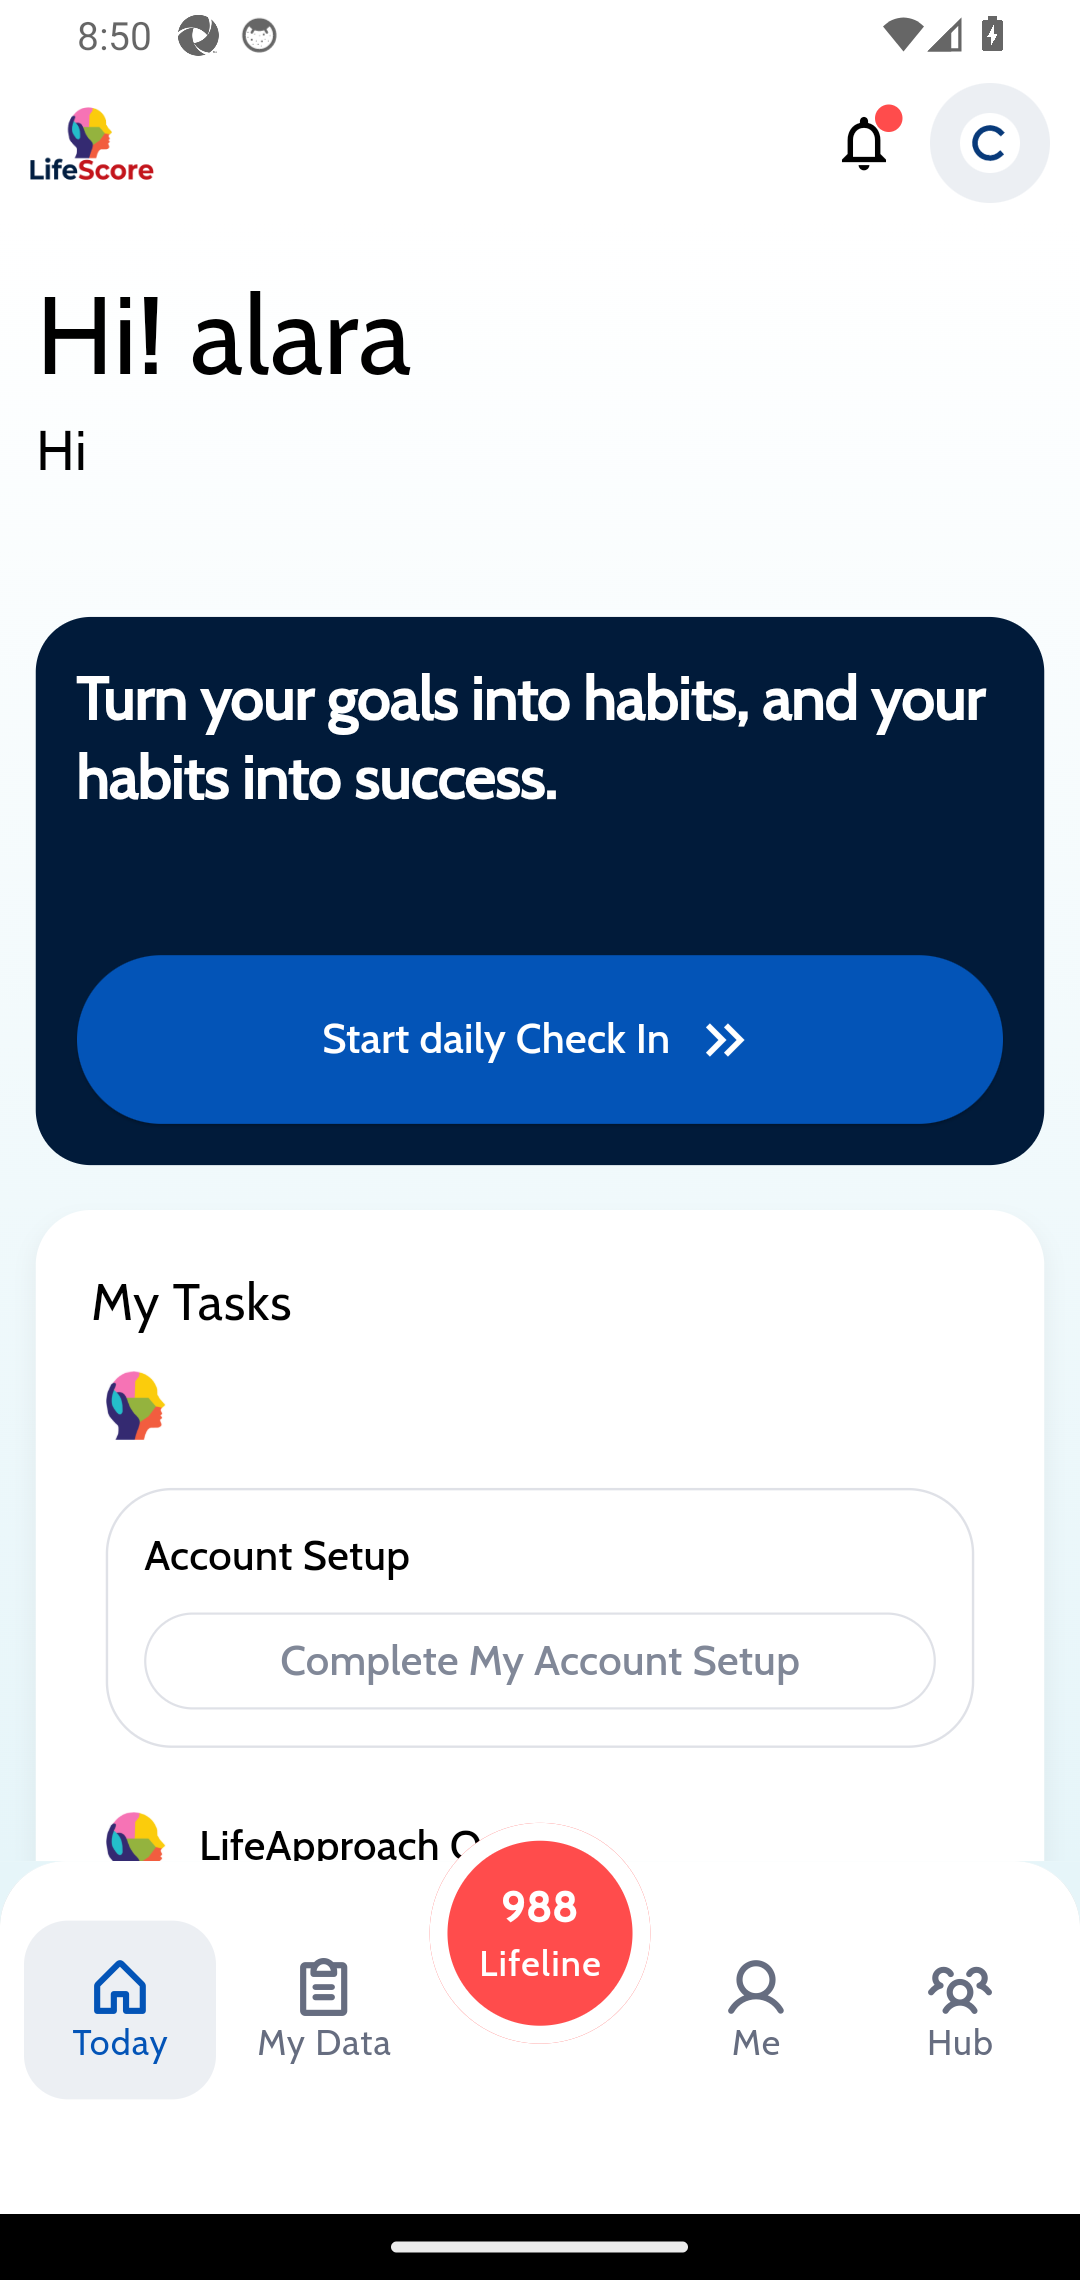 8:50
LifeScore
C
Hi! alara
Hi
Turn your goals into habits, and your
habits into success.
Start daily Check In
My Tasks
Account Setup
Complete My Account Setup
LifeApproach
988
Lifeline
Today
My Data
Me
Hub